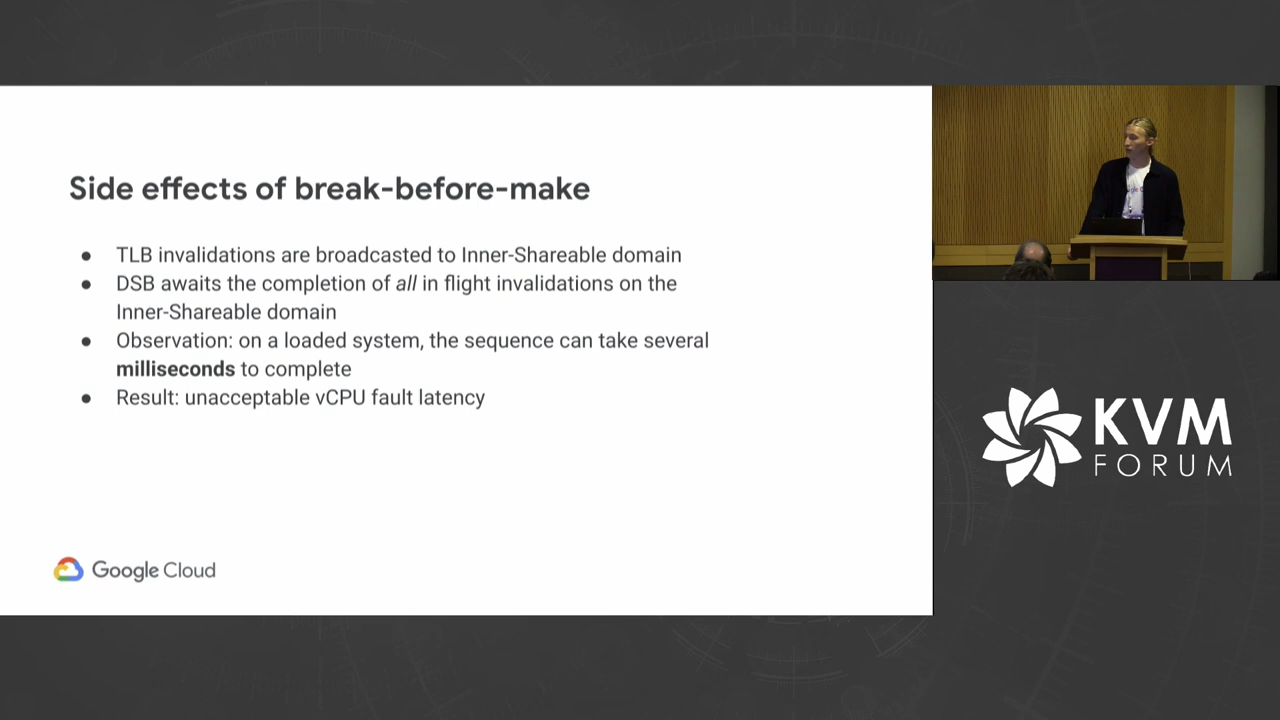 Side effects of break-before-make
● TLB invalidations are broadcasted to Inner-Shareable domain
● DSB awaits the completion of all in flight invalidations on the
Inner-Shareable domain
● Observation: on a loaded system, the sequence can take several
milliseconds to complete
● Result: unacceptable vCPU fault latency
Google Cloud
KVM
FORUM